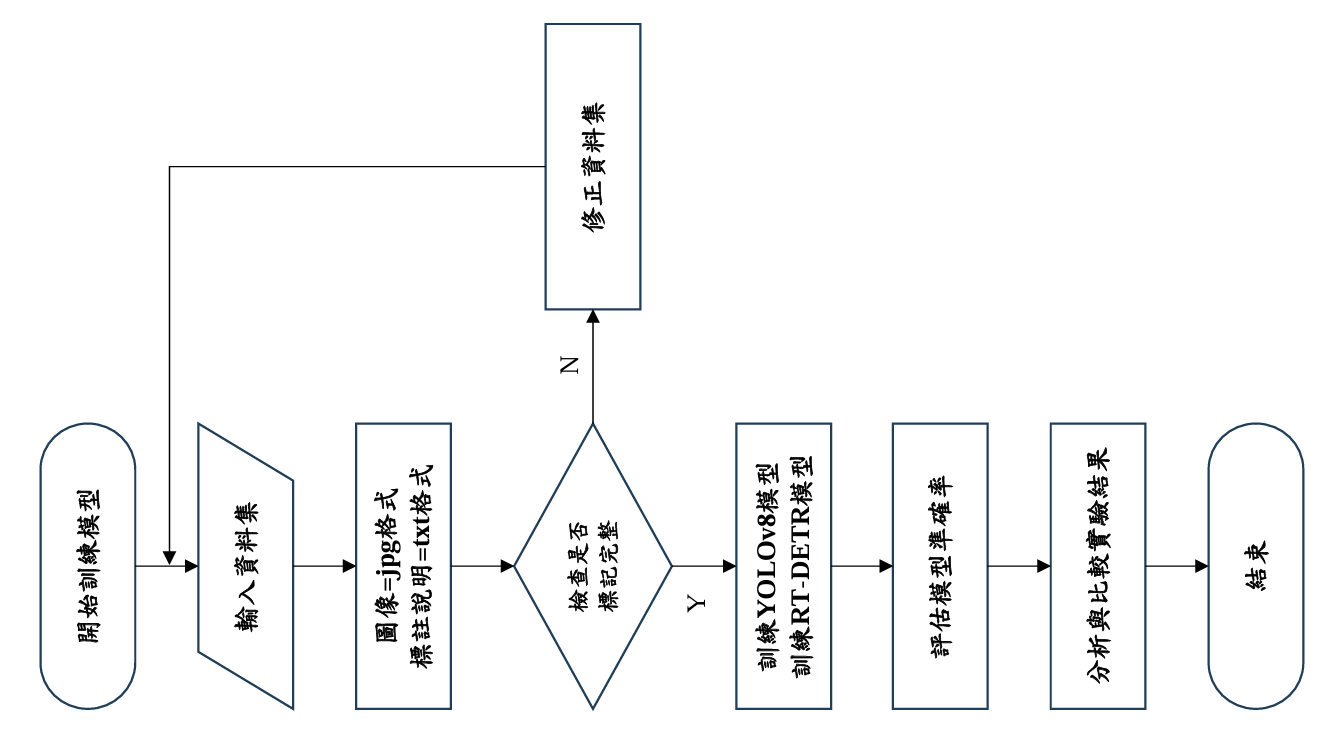 開始訓練模型
輸入資料集
圖像=jpg格式
標註說明=txt格式
檢查是否
標記完整
N
修正資料集
Y
訓練YOLOv8模型
訓練RT-DETR模型
評估模型準確率
分析與比較實驗結果
結束